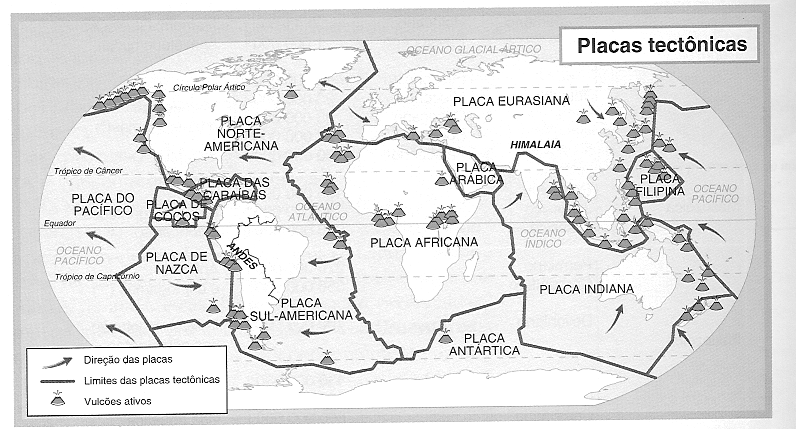 Placas tectônicas
OCEANO GLACIAL ÁRTICO
Círculo Polar Ártico
PLACA
NORTE-
AMERICANA
PLACA EURASIANA
HIMALAIA
Trópico de Câncer
PLACA DAS
CARAÍBAS
PLACA
ARÁBICA
PLACA
FILIPINA
PLACA DO
PACÍFICO
PLACA DE
COCOS
OCEANO
ATLÂNTICO
OCEANO
PACÍFICO
Equador
OCEANO
PACÍFICO
ANDES
PLACA AFRICANA
OCEANO
ÍNDICO
PLACA DE
NAZCA
Trópico de Capricórnio
PLACA
SUL-AMERICANA
PLACA INDIANA
PLACA
ANTÁRTICA
Direção das placas
Limites das placas tectônicas
Vulcões ativos